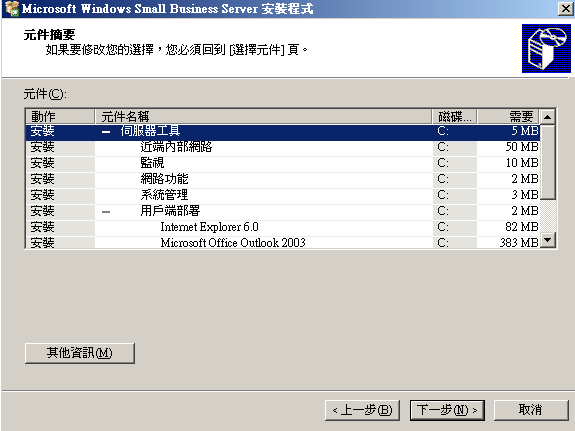 Microsoft Windows Small Business Server 安裝程式
元件摘要
如果要修改您的選擇，您必須回到 [選擇元件] 頁。
元件(C):
動作 元件名稱 磁碟... 需要
安裝 － 伺服器工具 C: 5 MB
安裝 近端內部網路 C: 50 MB
安裝 監視 C: 10 MB
安裝 網路功能 C: 2 MB
安裝 系統管理 C: 3 MB
安裝 － 用戶端部署 C: 2 MB
安裝 Internet Explorer 6.0 C: 82 MB
安裝 Microsoft Office Outlook 2003 C: 383 MB
其他資訊(M)
< 上一步(B) 下一步(N) > 取消